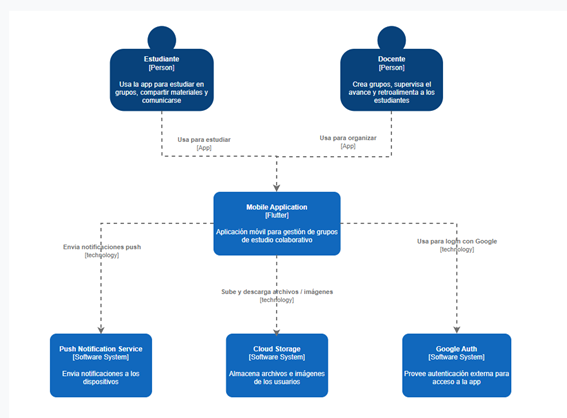 Estudiante
[Person]
Usa la app para estudiar en
grupos, compartir materiales y
comunicarse
Docente
[Person]
Crea grupos, supervisa el
avance y retroalimenta a los
estudiantes
Usa para estudiar
[App]
Usa para organizar
[App]
Mobile Application
[Flutter]
Aplicación móvil para gestión de grupos
de estudio colaborativo
Envia notificaciones push
[technology]
Usa para login con Google
[technology]
Sube y descarga archivos / imágenes
[technology]
Push Notification Service
[Software System]
Envia notificaciones a los
dispositivos
Cloud Storage
[Software System]
Almacena archivos e imágenes
de los usuarios
Google Auth
[Software System]
Provee autenticación externa para
acceso a la app